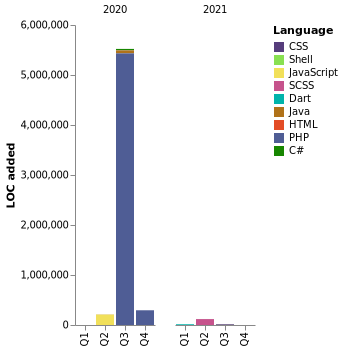 2020 2021
Language
CSS
Shell
JavaScript
SCSS
Dart
Java
HTML
PHP
C#
LOC added
6,000,000
5,000,000
4,000,000
3,000,000
2,000,000
1,000,000
0
Q1 Q2 Q3 Q4 Q1 Q2 Q3 Q4